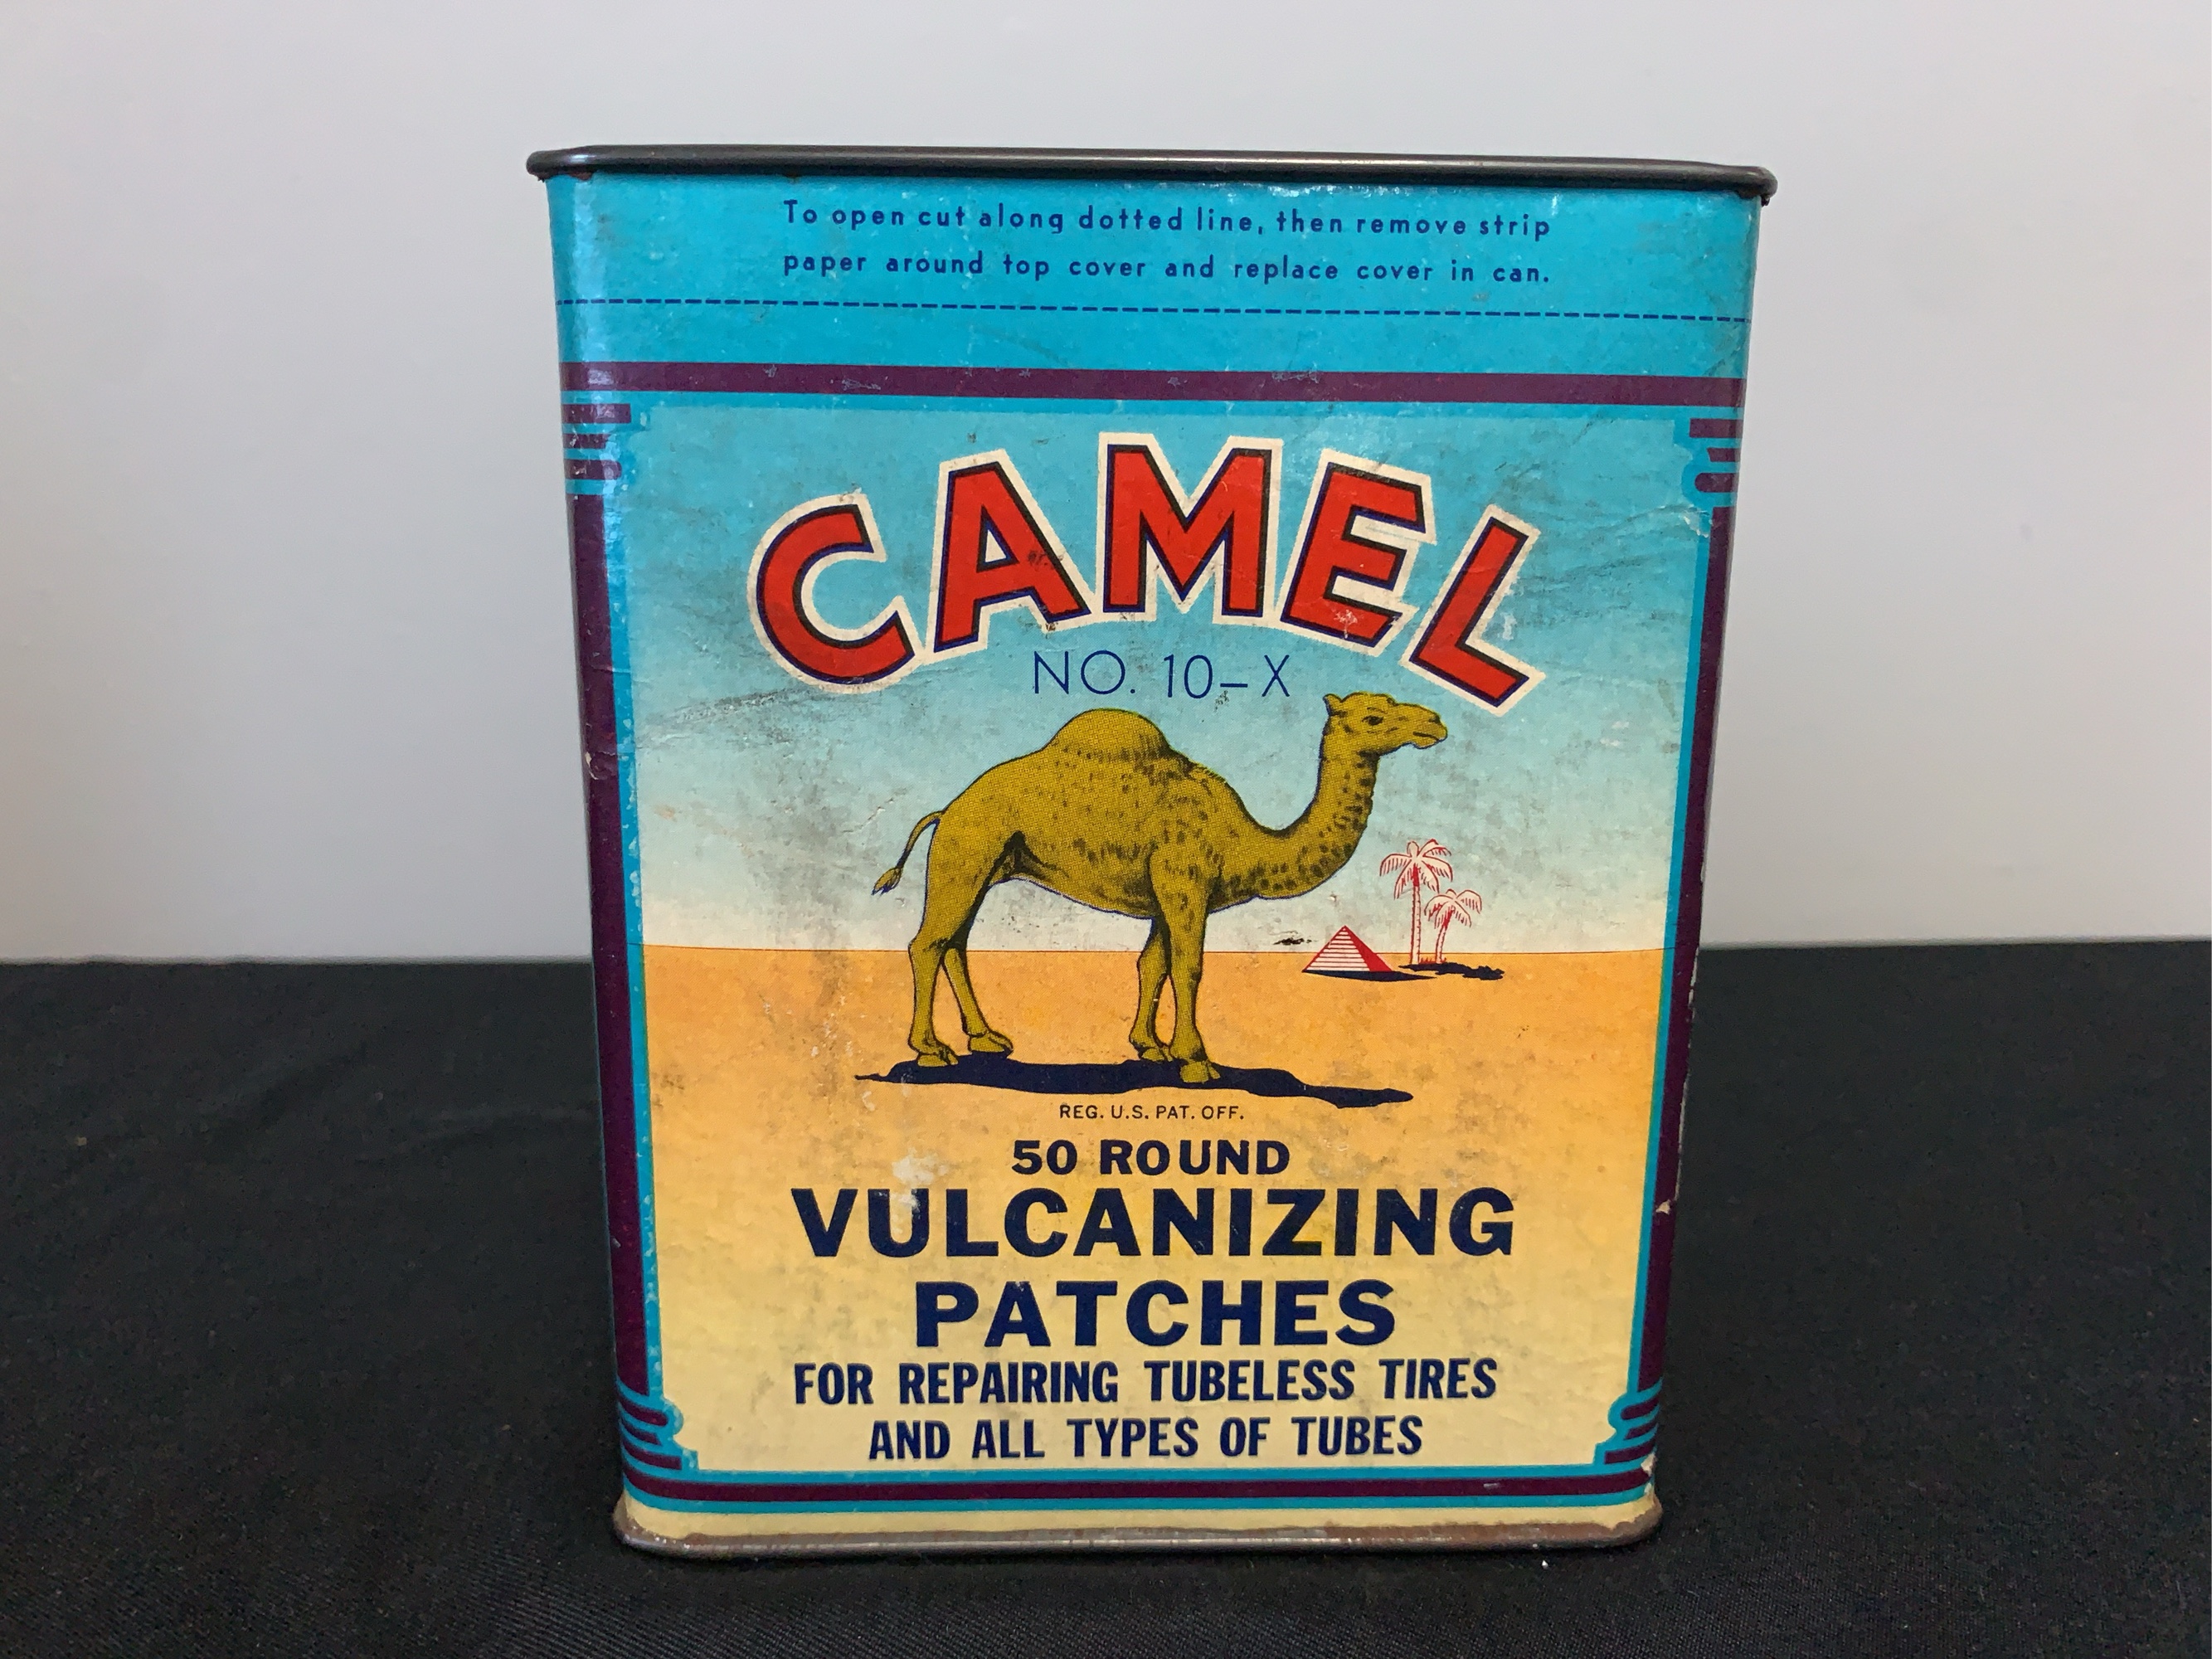 To open cut along dotted line, then remove strip
paper around top cover and replace cover in can.
CAMEL
NO. 10-X
REG. U.S. PAT. OFF.
50 ROUND
VULCANIZING
PATCHES
FOR REPAIRING TUBELESS TIRES
AND ALL TYPES OF TUBES